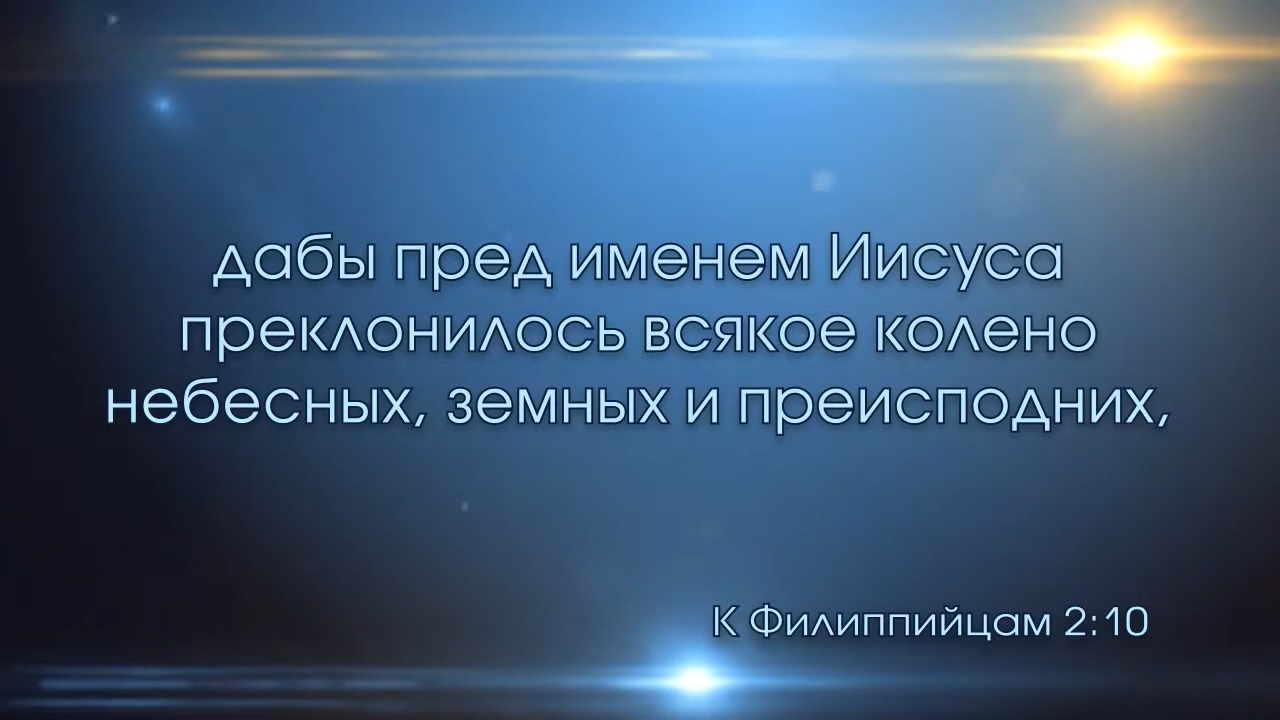 дабы пред именем Иисуса
преклонилось всякое колено
небесных, земных и преисподних,
К Филиппийцам 2:10